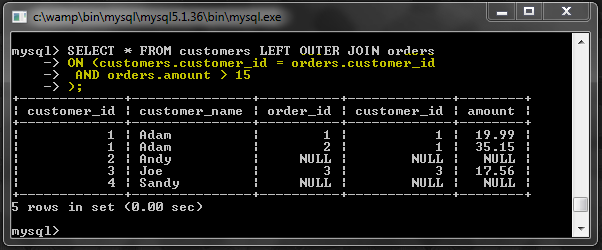 c:\wamp\bin\mysql\mysql5.1.36\bin\mysql.exe
mysql> SELECT * FROM customers LEFT OUTER JOIN orders
    -> ON (customers.customer_id = orders.customer_id
    ->  AND orders.amount > 15
    -> );
+-------------+---------------+----------+-------------+--------+
¦ customer_id ¦ customer_name ¦ order_id ¦ customer_id ¦ amount ¦
+-------------+---------------+----------+-------------+--------+
¦           1 ¦ Adam          ¦        1 ¦           1 ¦  19.99 ¦
¦           1 ¦ Adam          ¦        2 ¦           1 ¦  35.15 ¦
¦           2 ¦ Andy          ¦     NULL ¦        NULL ¦   NULL ¦
¦           3 ¦ Joe           ¦        3 ¦           3 ¦  17.56 ¦
¦           4 ¦ Sandy         ¦     NULL ¦        NULL ¦   NULL ¦
+-------------+---------------+----------+-------------+--------+
5 rows in set (0.00 sec)
mysql>